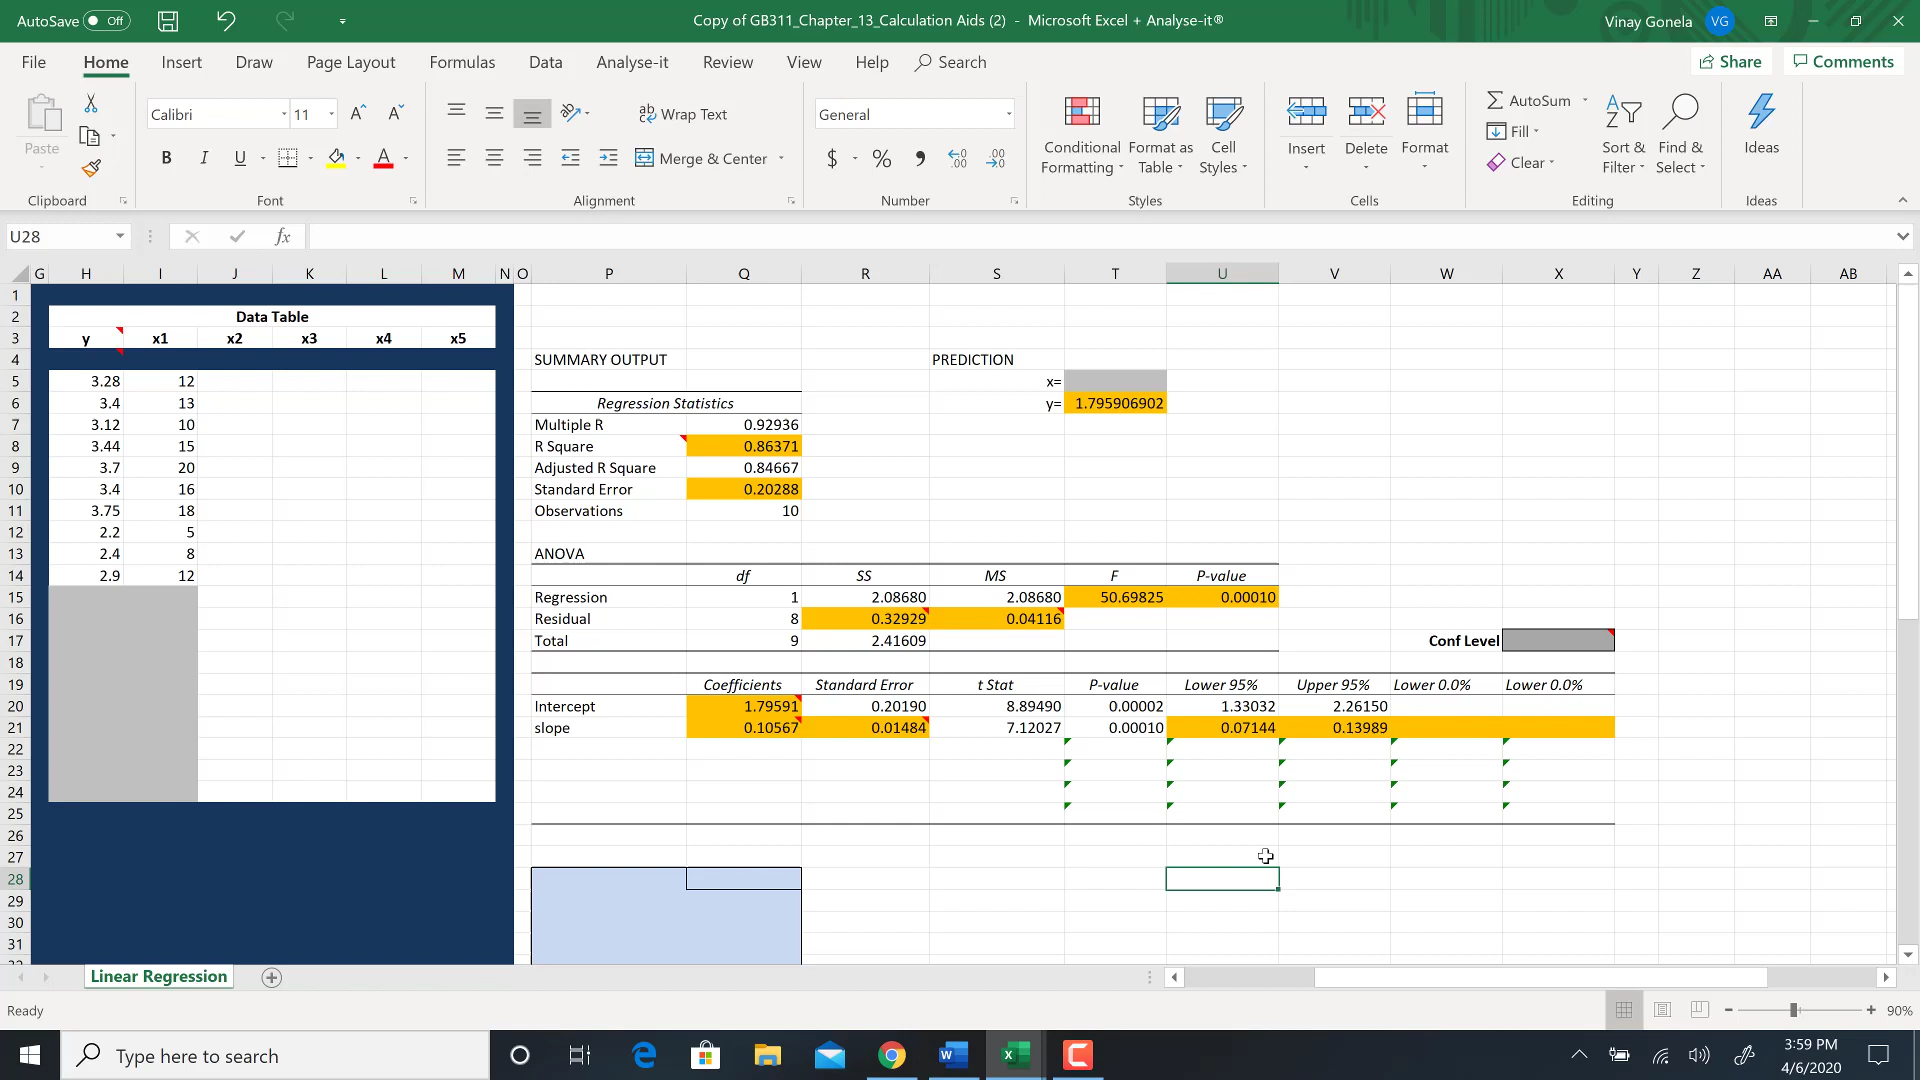 AutoSave Off Copy of GB311_Chapter_13_Calculation Aids (2) - Microsoft Excel + Analyse-it® Vinay Gonela VG
File Home Insert Draw Page Layout Formulas Data Analyse-it Review View Help Search Share Comments
Paste
Calibri 11
B I U
Wrap Text
Merge & Center
General
$ %
Conditional Formatting
Format as Table
Cell Styles
Insert Delete Format
AutoSum
Fill
Clear
Sort & Filter
Find & Select
Ideas
Clipboard Font Alignment Number Styles Cells Editing Ideas
U28 fx
G H I J K L M N O P Q R S T U V W X Y Z AA AB
1
2 Data Table
3 y x1 x2 x3 x4 x5
4 SUMMARY OUTPUT PREDICTION
5 3.28 12 x=
6 3.4 13 Regression Statistics y= 1.795906902
7 3.12 10 Multiple R 0.92936
8 3.44 15 R Square 0.86371
9 3.7 20 Adjusted R Square 0.84667
10 3.4 16 Standard Error 0.20288
11 3.75 18 Observations 10
12 2.2 5
13 2.4 8 ANOVA
14 2.9 12 df SS MS F P-value
15 Regression 1 2.08680 2.08680 50.69825 0.00010
16 Residual 8 0.32929 0.04116
17 Total 9 2.41609 Conf Level
18
19 Coefficients Standard Error t Stat P-value Lower 95% Upper 95% Lower 0.0% Lower 0.0%
20 Intercept 1.79591 0.20190 8.89490 0.00002 1.33032 2.26150
21 slope 0.10567 0.01484 7.12027 0.00010 0.07144 0.13989
22
23
24
25
26
27
28
29
30
31
Linear Regression
Ready 90%
Type here to search 3:59 PM
4/6/2020